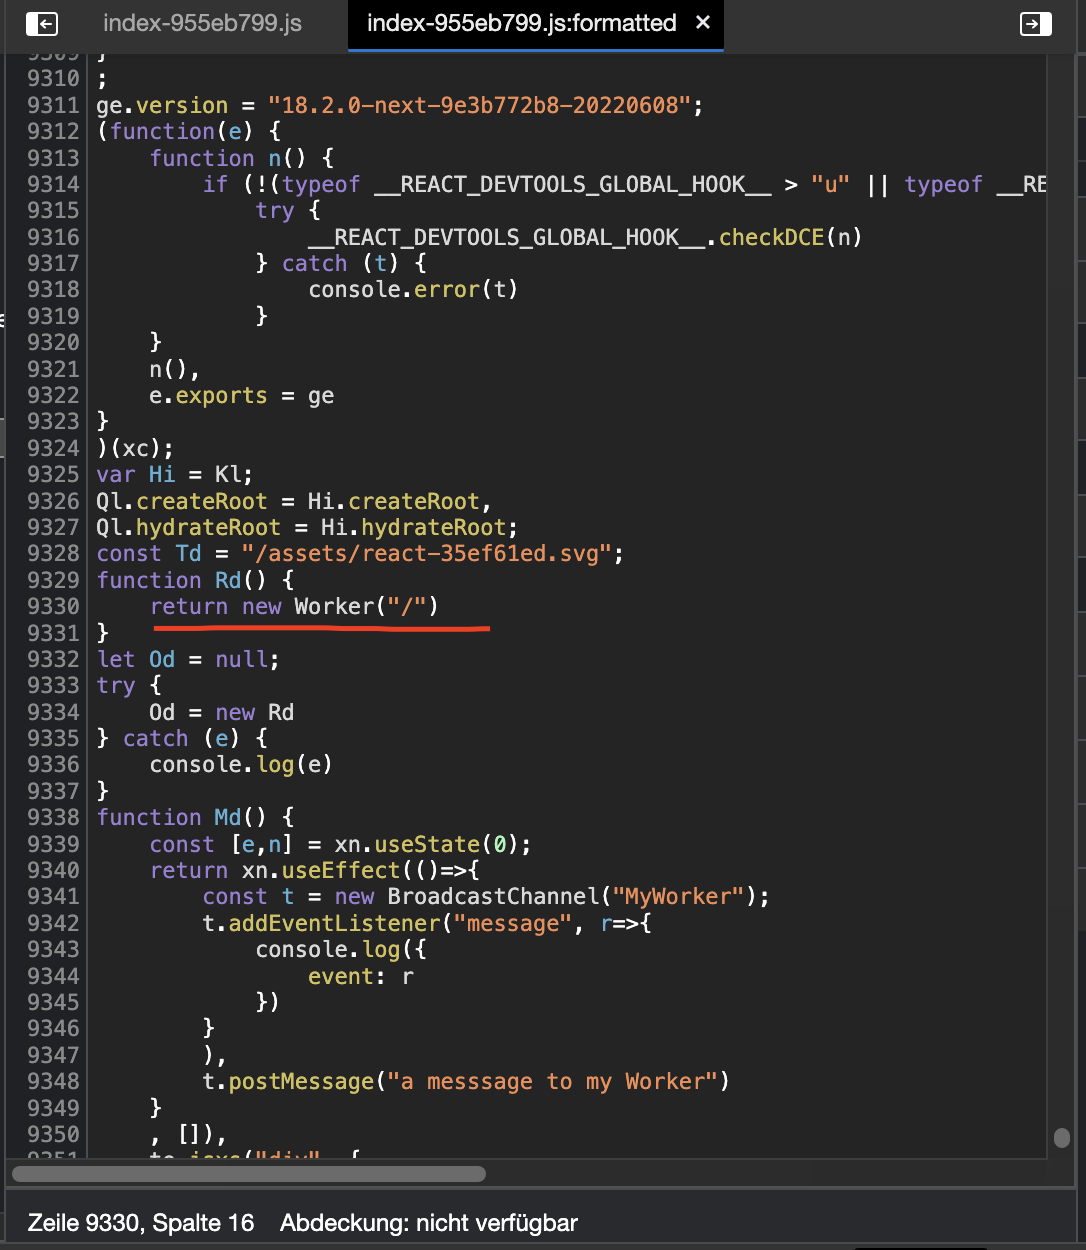 index-955eb799.js index-955eb799.js:formatted ✕
9309 }
9310 ;
9311 ge.version = "18.2.0-next-9e3b772b8-20220608";
9312 (function(e) {
9313     function n() {
9314         if (!(typeof __REACT_DEVTOOLS_GLOBAL_HOOK__ > "u" || typeof __RE
9315             try {
9316                 __REACT_DEVTOOLS_GLOBAL_HOOK__.checkDCE(n)
9317             } catch (t) {
9318                 console.error(t)
9319             }
9320     }
9321     n(),
9322     e.exports = ge
9323 }
9324 )(xc);
9325 var Hi = Kl;
9326 Ql.createRoot = Hi.createRoot,
9327 Ql.hydrateRoot = Hi.hydrateRoot;
9328 const Td = "/assets/react-35ef61ed.svg";
9329 function Rd() {
9330     return new Worker("/")
9331 }
9332 let Od = null;
9333 try {
9334     Od = new Rd
9335 } catch (e) {
9336     console.log(e)
9337 }
9338 function Md() {
9339     const [e,n] = xn.useState(0);
9340     return xn.useEffect(()=>{
9341         const t = new BroadcastChannel("MyWorker");
9342         t.addEventListener("message", r=>{
9343             console.log({
9344                 event: r
9345             })
9346         }
9347         ),
9348         t.postMessage("a messsage to my Worker")
9349     }
9350     , []),
9351     to.jsxs("div", {
Zeile 9330, Spalte 16 Abdeckung: nicht verfügbar